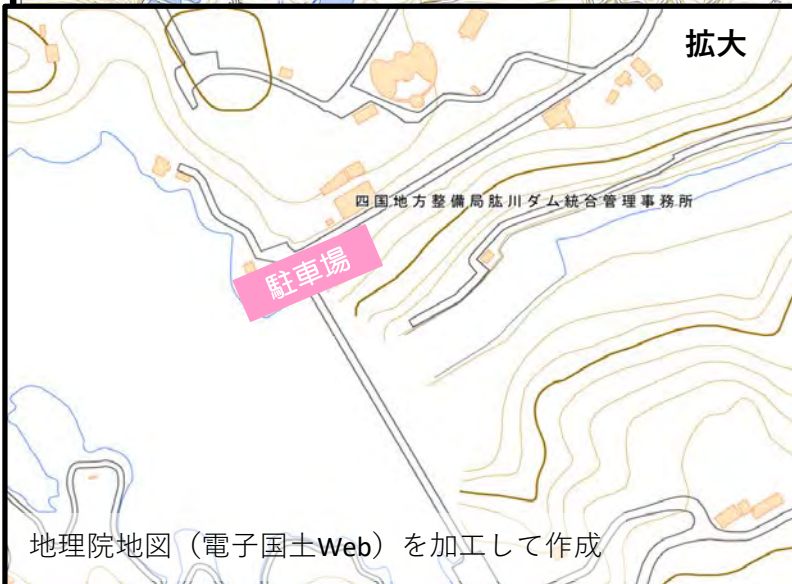 拡大
四国地方整備局肱川ダム統合管理事務所
駐車場
地理院地図（電子国土Web）を加工して作成